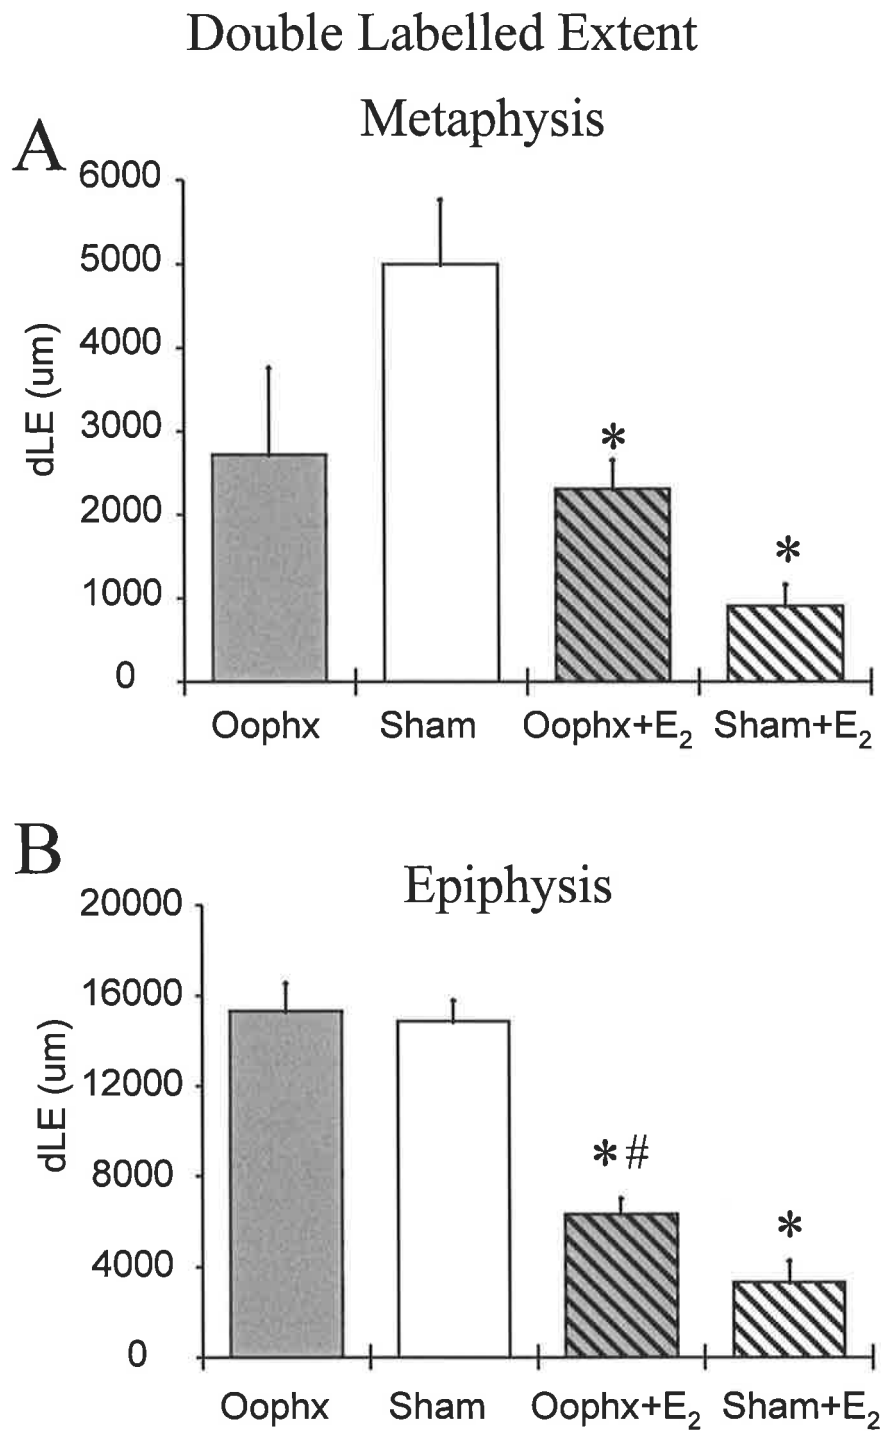 Double Labelled Extent
A
Metaphysis
6000
5000
4000
3000
2000
1000
0
dLE (um)
*
*
Oophx
Sham
Oophx+E₂
Sham+E₂
B
Epiphysis
20000
16000
12000
8000
4000
0
dLE (um)
*#
*
Oophx
Sham
Oophx+E₂
Sham+E₂